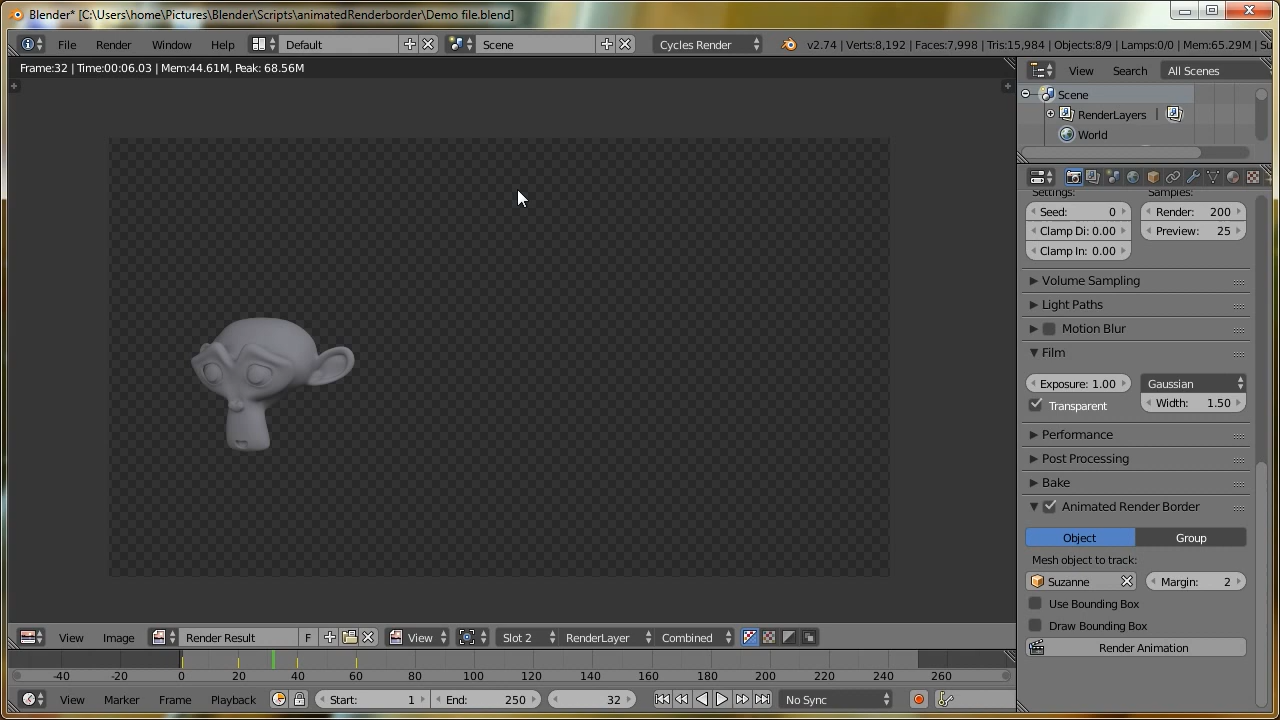 Blender* [C:\Users\home\Pictures\Blender\Scripts\animatedRenderborder\Demo file.blend]
File Render Window Help Default Scene Cycles Render v2.74 | Verts:8,192 | Faces:7,998 | Tris:15,984 | Objects:8/9 | Lamps:0/0 | Mem:65.29M | Su
Frame:32 | Time:00:06.03 | Mem:44.61M, Peak: 68.56M
View Search All Scenes
Scene
RenderLayers |
World
Settings: Samples:
Seed: 0 Render: 200
Clamp Di: 0.00 Preview: 25
Clamp In: 0.00
Volume Sampling
Light Paths
Motion Blur
Film
Exposure: 1.00 Gaussian
Transparent Width: 1.50
Performance
Post Processing
Bake
Animated Render Border
Object Group
Mesh object to track:
Suzanne Margin: 2
Use Bounding Box
Draw Bounding Box
Render Animation
View Image Render Result F View Slot 2 RenderLayer Combined
-40 -20 0 20 40 60 80 100 120 140 160 180 200 220 240 260
View Marker Frame Playback Start: 1 End: 250 32 No Sync